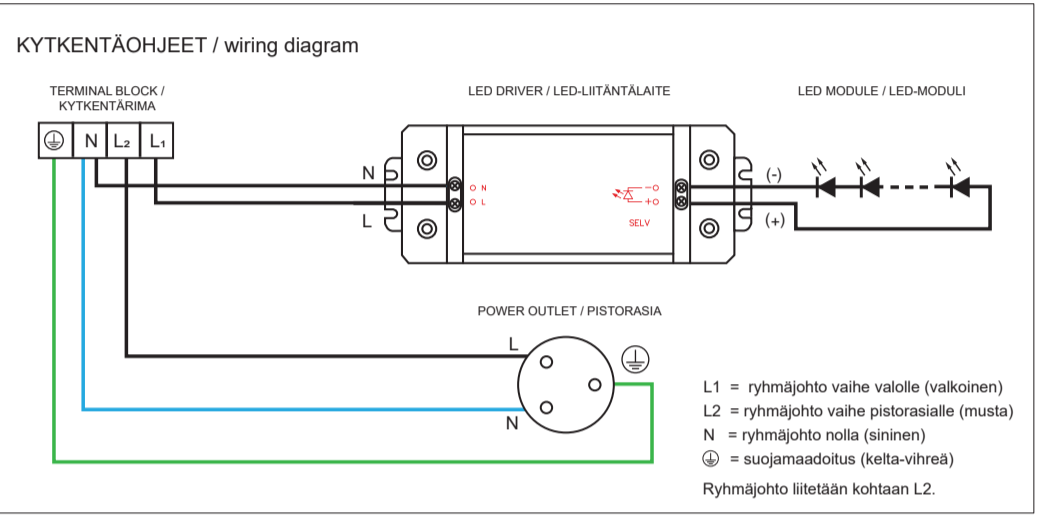 KYTKENTÄOHJEET / wiring diagram
TERMINAL BLOCK /
KYTKENTÄRIMA
LED DRIVER / LED-LIITÄNTÄLAITE
LED MODULE / LED-MODULI
N L₂ L₁
N
L
O N
O L
−O
+O
SELV
(-)
(+)
POWER OUTLET / PISTORASIA
L
N
L1 = ryhmäjohto vaihe valolle (valkoinen)
L2 = ryhmäjohto vaihe pistorasialle (musta)
N = ryhmäjohto nolla (sininen)
⏚ = suojamaadoitus (kelta-vihreä)
Ryhmäjohto liitetään kohtaan L2.